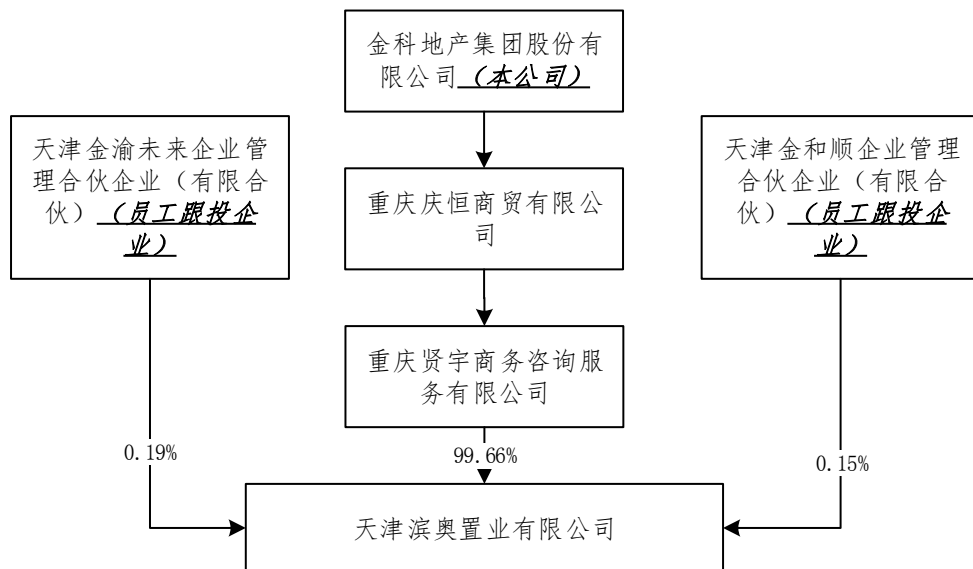 金科地产集团股份有
限公司（本公司）
天津金渝未来企业管
理合伙企业（有限合
伙）（员工跟投企
业）
重庆庆恒商贸有限公
司
天津金和顺企业管理
合伙企业（有限合
伙）（员工跟投企
业）
重庆贤宇商务咨询服
务有限公司
0.19%
99.66%
0.15%
天津滨奥置业有限公司